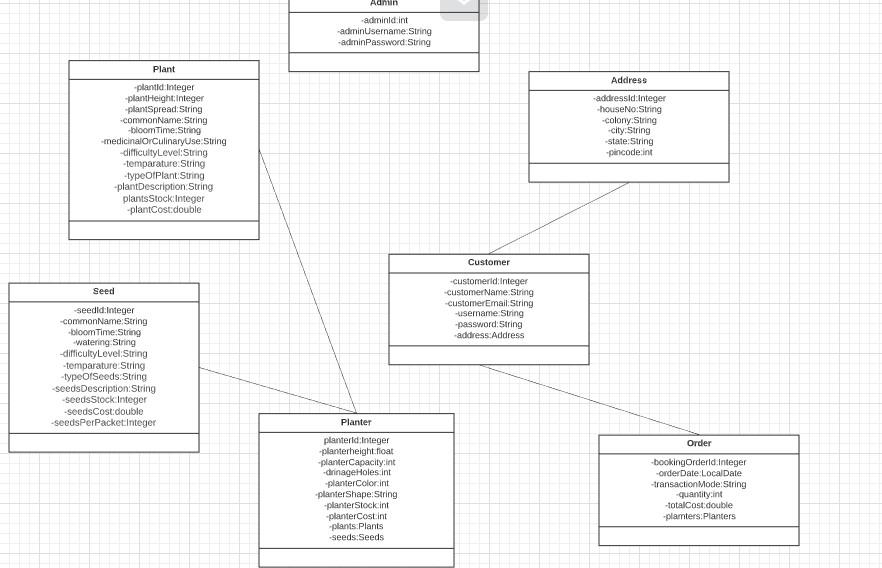 Admin
-adminId:int
-adminUsername:String
-adminPassword:String
Plant
-plantId:Integer
-plantHeight:Integer
-plantSpread:String
-commonName:String
-bloomTime:String
-medicinalOrCulinaryUse:String
-difficultyLevel:String
-temparature:String
-typeOfPlant:String
-plantDescription:String
plantsStock:Integer
-plantCost:double
Address
-addressId:Integer
-houseNo:String
-colony:String
-city:String
-state:String
-pincode:int
Customer
-customerId:Integer
-customerName:String
-customerEmail:String
-username:String
-password:String
-address:Address
Seed
-seedId:Integer
-commonName:String
-bloomTime:String
-watering:String
-difficultyLevel:String
-temparature:String
-typeOfSeeds:String
-seedsDescription:String
-seedsStock:Integer
-seedsCost:double
-seedsPerPacket:Integer
Planter
planterId:Integer
-planterheight:float
-planterCapacity:int
-drinageHoles:int
-planterColor:int
-planterShape:String
-planterStock:int
-planterCost:int
-plants:Plants
-seeds:Seeds
Order
-bookingOrderId:Integer
-orderDate:LocalDate
-transactionMode:String
-quantity:int
-totalCost:double
-plamters:Planters